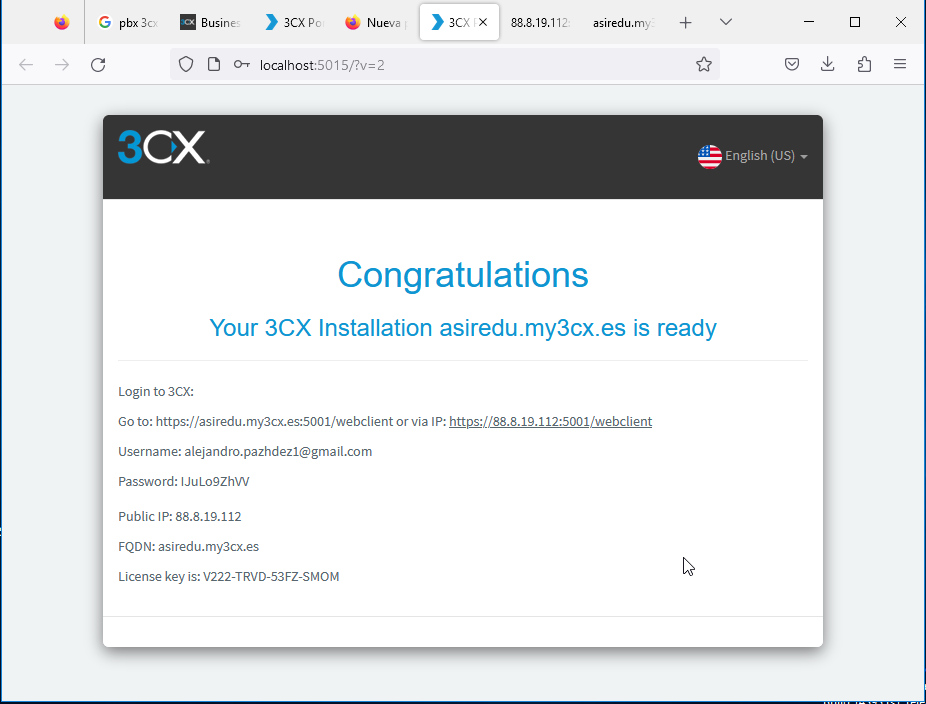 pbx 3cx
3CX
Busines
3CX Por
Nueva
3CX
88.8.19.112:
asiredu.my3
localhost:5015/?v=2
3CX
English (US)
Congratulations
Your 3CX Installation asiredu.my3cx.es is ready
Login to 3CX:
Go to: https://asiredu.my3cx.es:5001/webclient or via IP: https://88.8.19.112:5001/webclient
Username: alejandro.pazhdez1@gmail.com
Password: IJuLo9ZhVV
Public IP: 88.8.19.112
FQDN: asiredu.my3cx.es
License key is: V222-TRVD-53FZ-SMOM